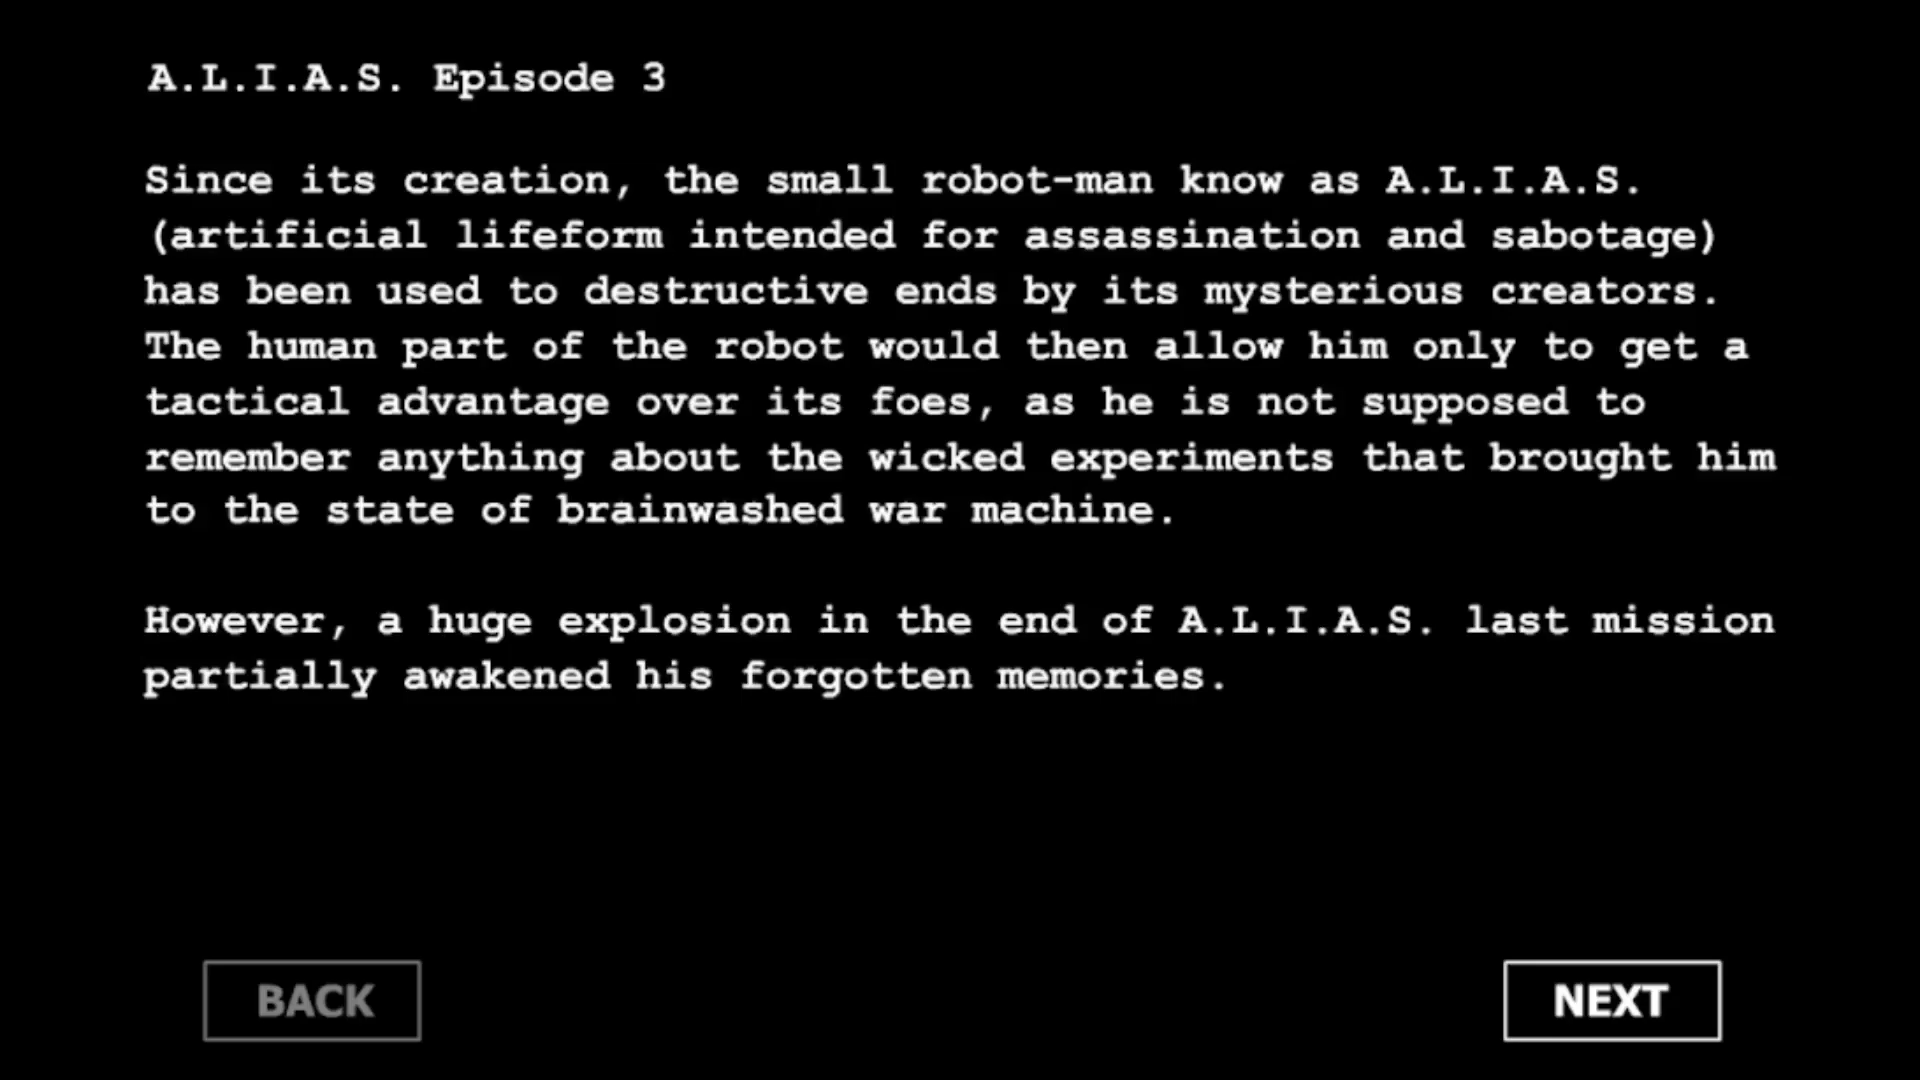 A.L.I.A.S. Episode 3
Since its creation, the small robot-man know as A.L.I.A.S.
(artificial lifeform intended for assassination and sabotage)
has been used to destructive ends by its mysterious creators.
The human part of the robot would then allow him only to get a
tactical advantage over its foes, as he is not supposed to
remember anything about the wicked experiments that brought him
to the state of brainwashed war machine.
However, a huge explosion in the end of A.L.I.A.S. last mission
partially awakened his forgotten memories.
BACK
NEXT